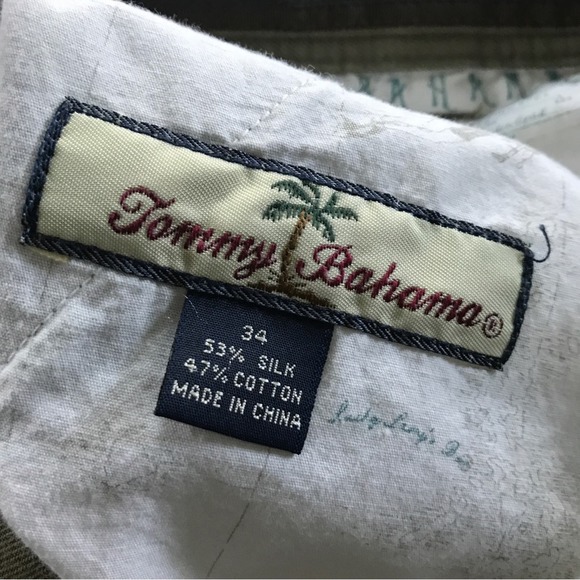 Tommy Bahama®
34
53% SILK
47% COTTON
MADE IN CHINA